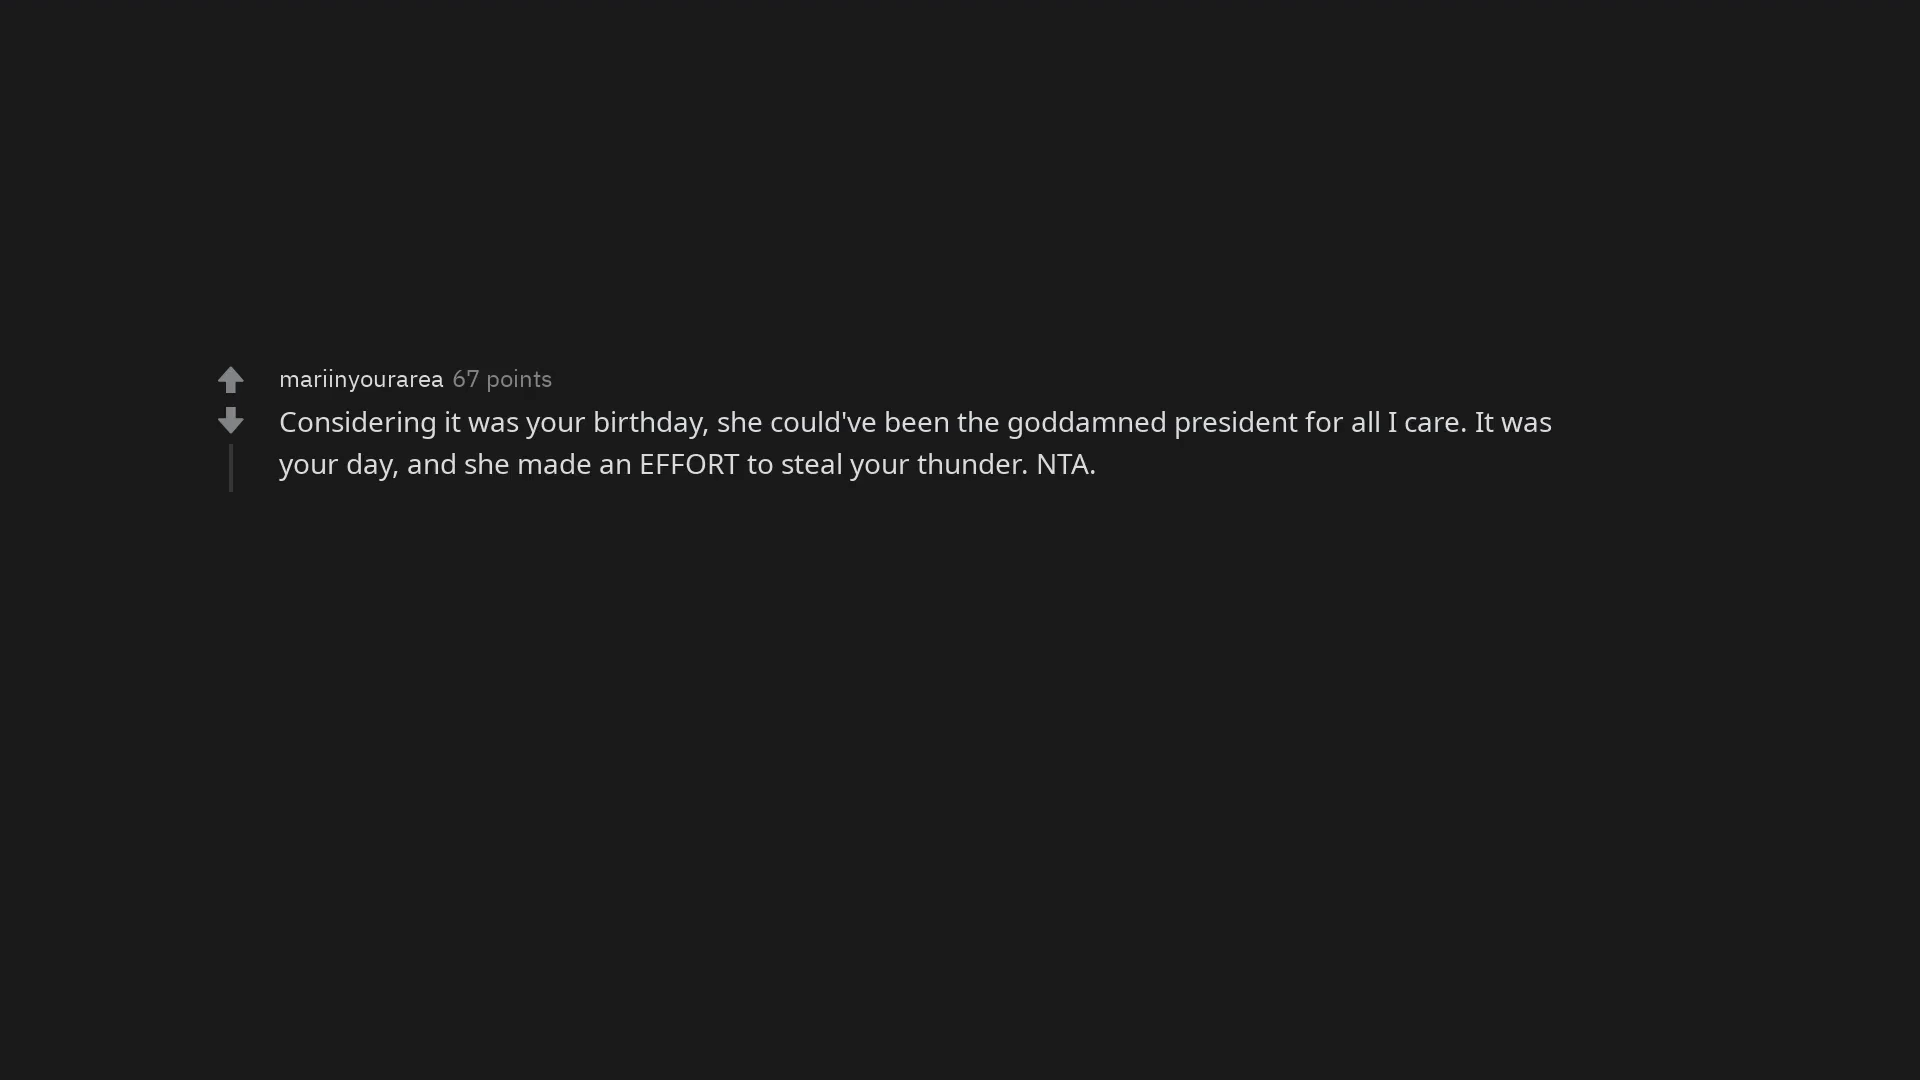 mariinyourarea 67 points
Considering it was your birthday, she could've been the goddamned president for all I care. It was
your day, and she made an EFFORT to steal your thunder. NTA.